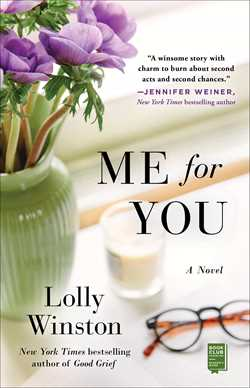 "A winsome story with
charm to burn about second
acts and second chances."
—JENNIFER WEINER,
New York Times bestselling author
ME for
YOU
A Novel
Lolly
Winston
New York Times bestselling
author of Good Grief
BOOK
CLUB